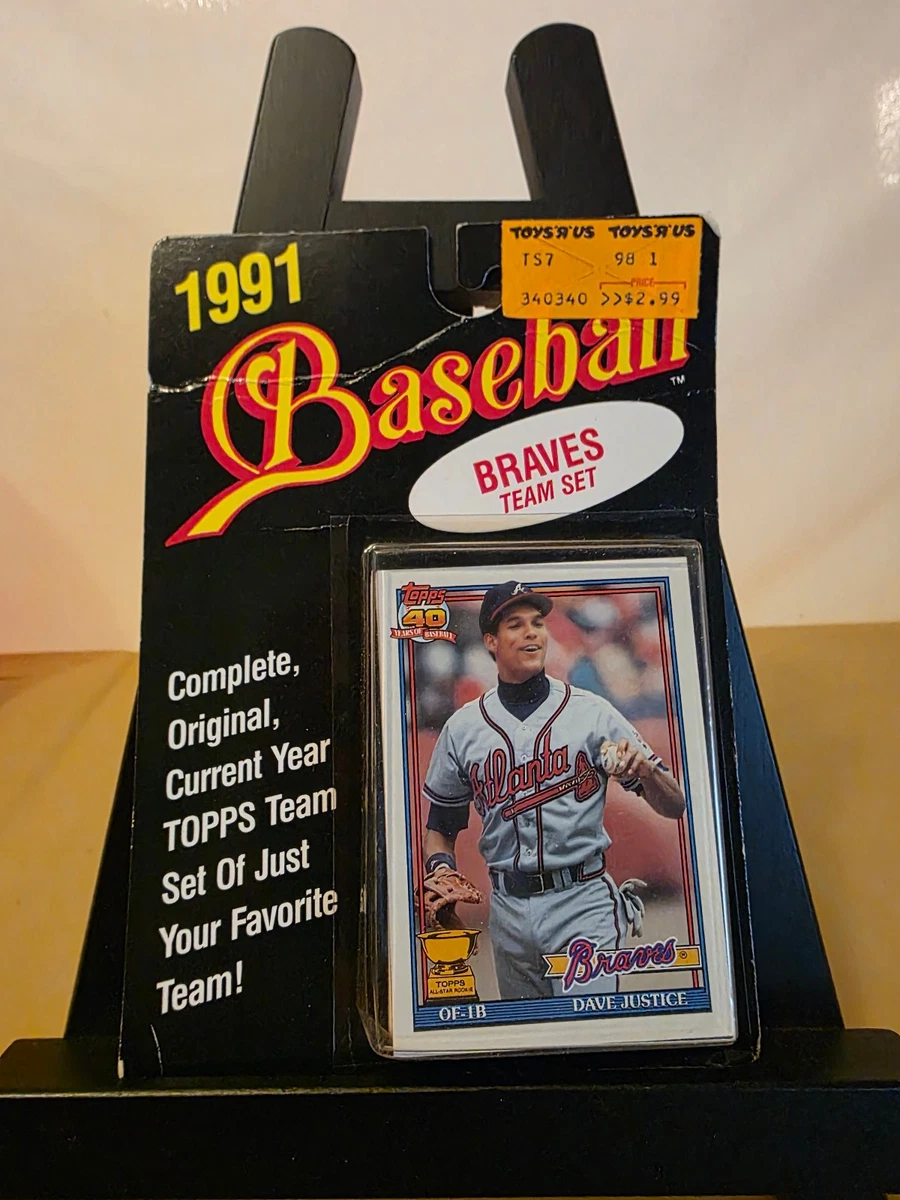 TOYS"R"US TOYS"R"US
TS7 98 1
PRICE
340340 >>$2.99
1991
Baseball
TM
BRAVES
TEAM SET
Complete,
Original,
Current Year
TOPPS Team
Set Of Just
Your Favorite
Team!
TOPPS
40
YEARS OF BASEBALL
A
Atlanta
TOPPS
ALL-STAR ROOKIE
Braves®
OF-1B DAVE JUSTICE